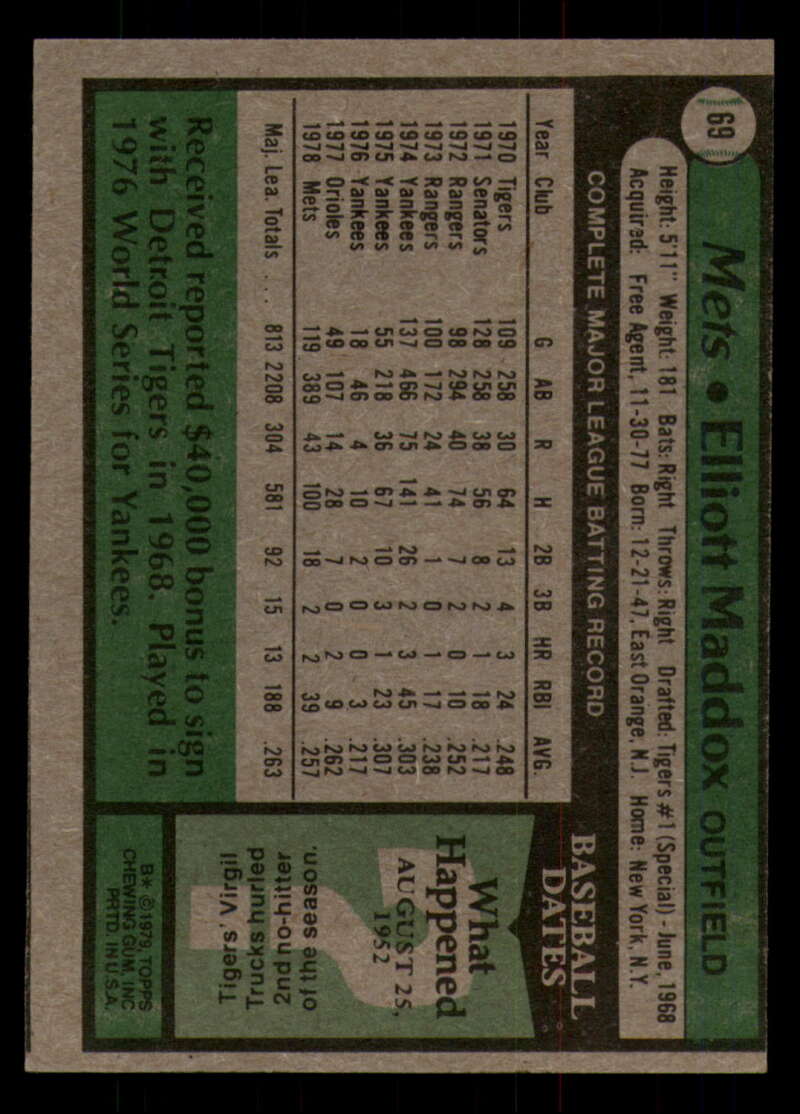 69
Mets • Elliott Maddox OUTFIELD
Height: 5'11" Weight: 181 Bats: Right Throws: Right Drafted: Tigers #1 (Special) - June, 1968
Acquired: Free Agent, 11-30-77 Born: 12-21-47, East Orange, N.J. Home: New York, N.Y.
COMPLETE MAJOR LEAGUE BATTING RECORD
Year Club G AB R H 2B 3B HR RBI AVG.
1970 Tigers 109 258 30 64 13 4 3 24 .248
1971 Senators 128 258 38 56 8 2 1 18 .217
1972 Rangers 98 294 40 74 7 2 0 10 .252
1973 Rangers 100 172 24 41 1 0 1 17 .238
1974 Yankees 137 466 75 141 26 2 3 45 .303
1975 Yankees 55 218 36 67 10 3 1 23 .307
1976 Yankees 18 46 4 10 2 0 0 3 .217
1977 Orioles 49 107 14 28 7 0 2 9 .262
1978 Mets 119 389 43 100 18 2 2 39 .257
Maj. Lea. Totals . . . 813 2208 304 581 92 15 13 188 .263
Received reported $40,000 bonus to sign
with Detroit Tigers in 1968. Played in
1976 World Series for Yankees.
BASEBALL
DATES
What
Happened
AUGUST 25,
1952
Tigers' Virgil
Trucks hurled
2nd no-hitter
of the season.
B* ©1979, TOPPS
CHEWING GUM, INC
PRTD. IN U.S.A.